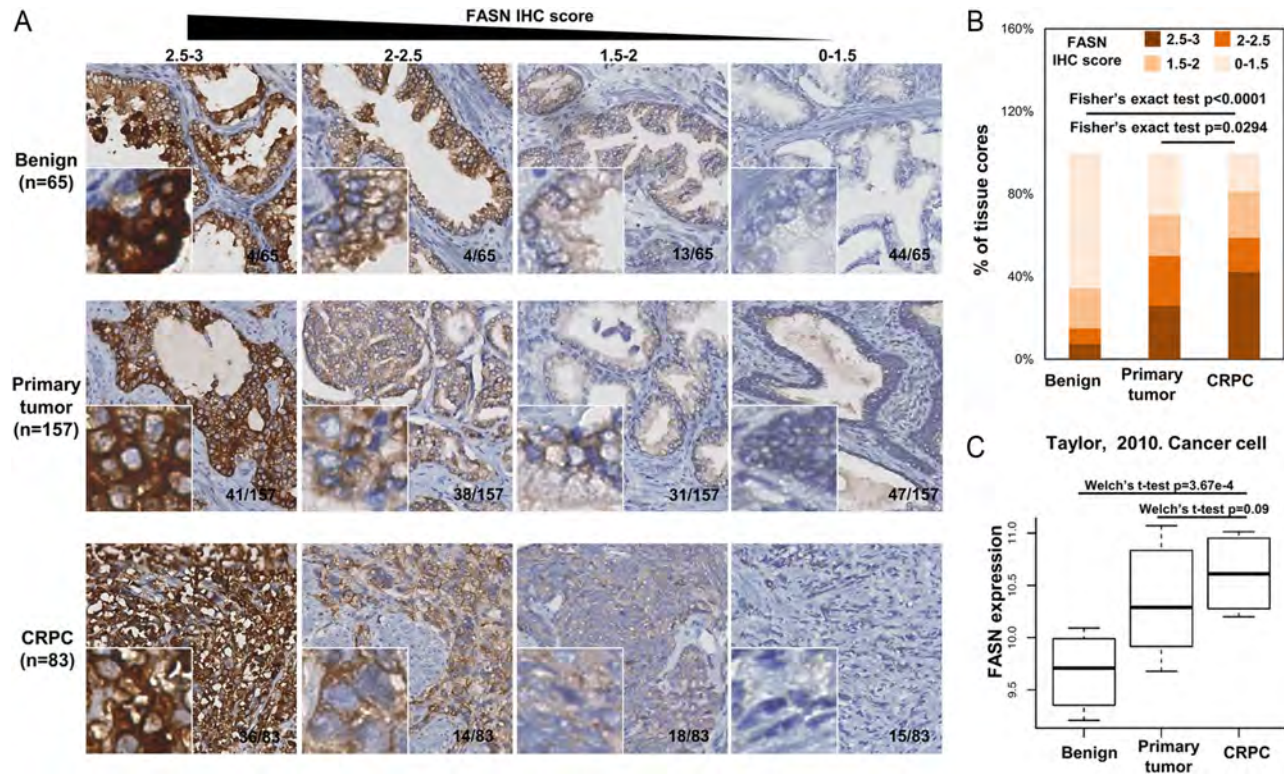 A
FASN IHC score
2.5-3 2-2.5 1.5-2 0-1.5
Benign
(n=65)
4/65 4/65 13/65 44/65
Primary
tumor
(n=157)
41/157 38/157 31/157 47/157
CRPC
(n=83)
36/83 14/83 18/83 15/83
B
160%
FASN
IHC score
2.5-3 2-2.5
1.5-2 0-1.5
120%
Fisher's exact test p<0.0001
Fisher's exact test p=0.0294
80%
40%
0%
% of tissue cores
Benign Primary
tumor CRPC
C
Taylor, 2010. Cancer cell
Welch's t-test p=3.67e-4
Welch's t-test p=0.09
11.0
10.5
10.0
9.5
FASN expression
Benign Primary
tumor CRPC